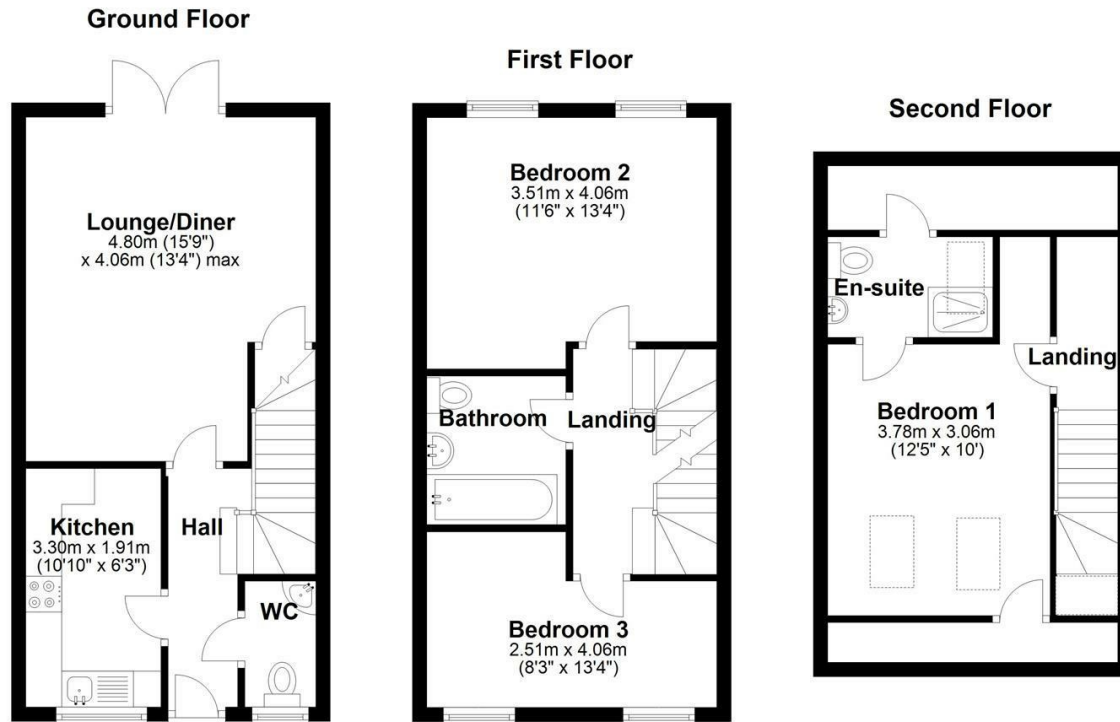 Ground Floor
Lounge/Diner
4.80m (15'9")
x 4.06m (13'4") max
Kitchen
3.30m x 1.91m
(10'10" x 6'3")
Hall
WC
First Floor
Bedroom 2
3.51m x 4.06m
(11'6" x 13'4")
Bathroom
Landing
Bedroom 3
2.51m x 4.06m
(8'3" x 13'4")
Second Floor
En-suite
Landing
Bedroom 1
3.78m x 3.06m
(12'5" x 10')